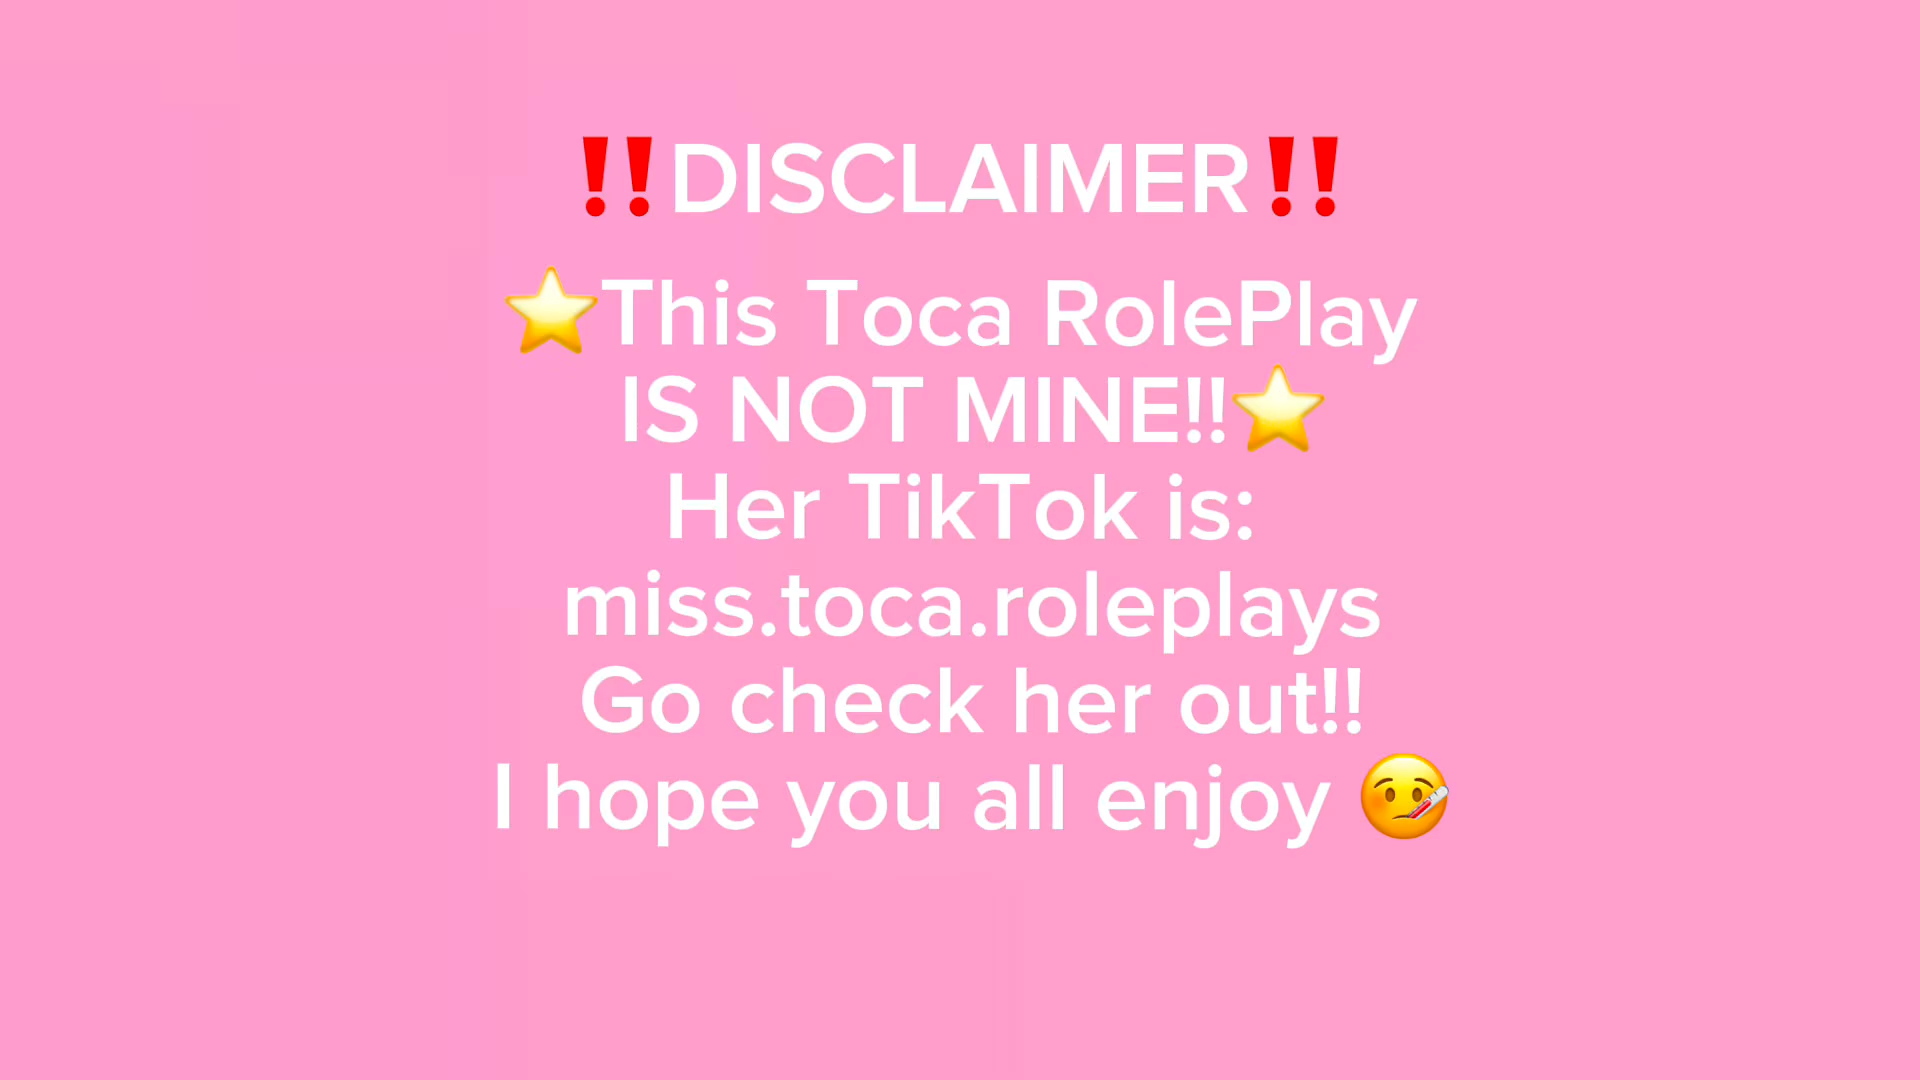 ‼️DISCLAIMER‼️
⭐This Toca RolePlay
IS NOT MINE!!⭐
Her TikTok is:
miss.toca.roleplays
Go check her out!!
I hope you all enjoy 🤒